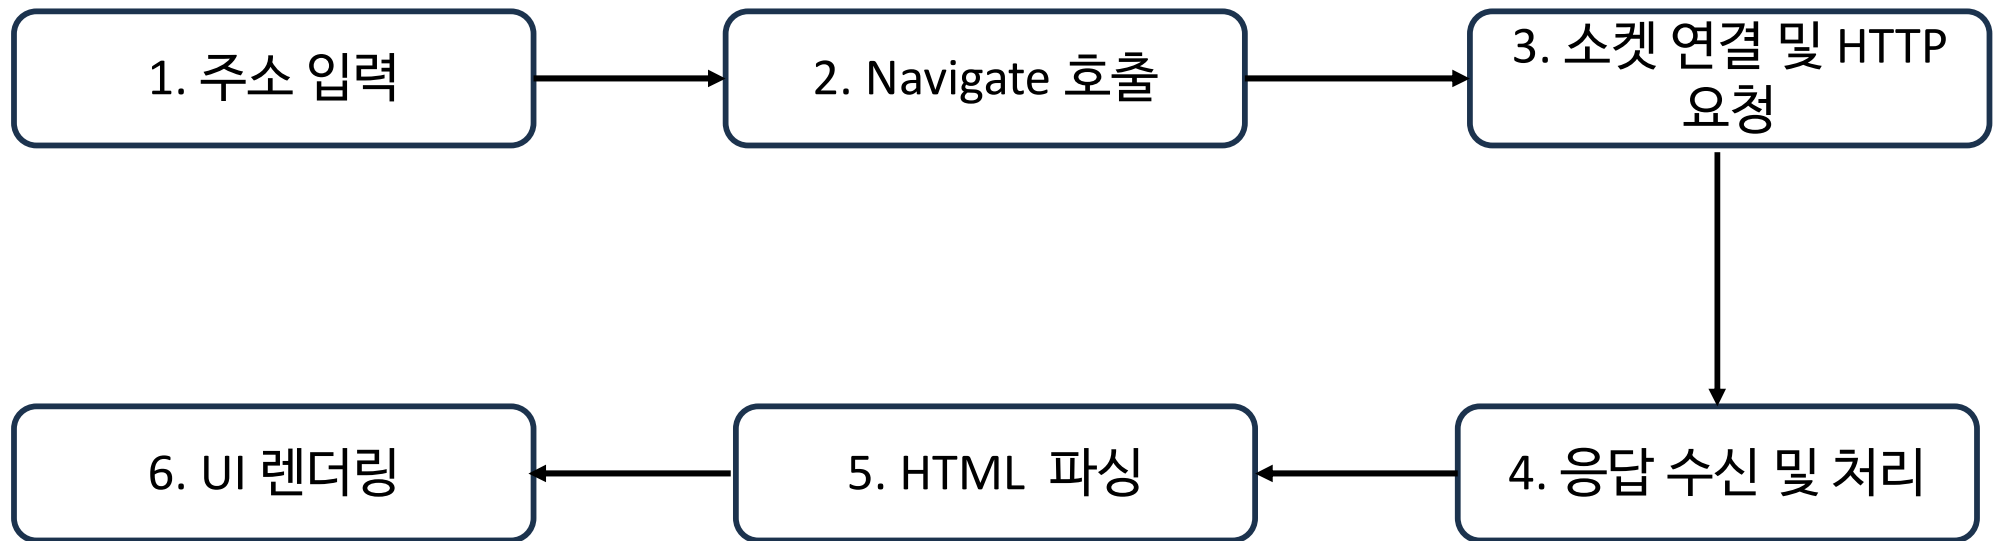 1. 주소 입력
2. Navigate 호출
3. 소켓 연결 및 HTTP
요청
4. 응답 수신 및 처리
5. HTML 파싱
6. UI 렌더링